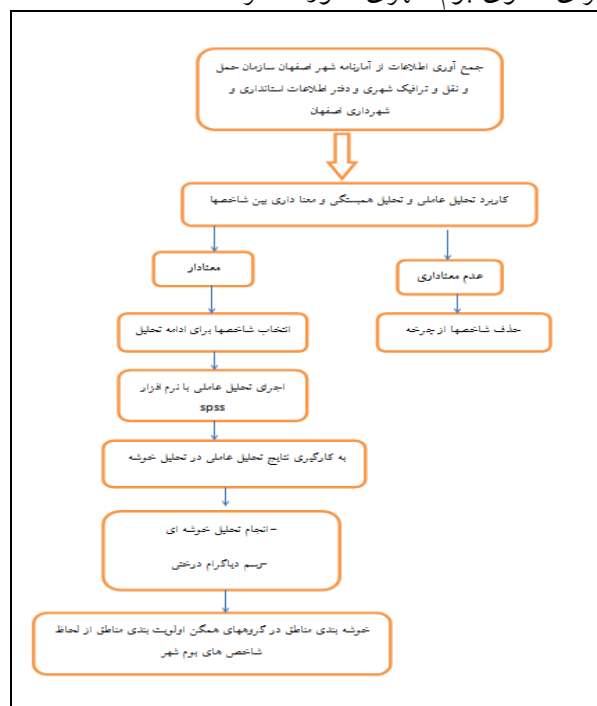 جمع آوری اطلاعات از آمارنامه شهر اصفهان سازمان حمل
و نقل و ترافیک شهری و دفتر اطلاعات استانداری و
شهرداری اصفهان
کاربرد تحلیل عاملی و تحلیل همبستگی و معنا داری بین شاخصها
معنادار
عدم معناداری
انتخاب شاخصها برای ادامه تحلیل
حذف شاخصها از چرخه
اجرای تحلیل عاملی با نرم افزار
spss
به کارگیری نتایج تحلیل عاملی در تحلیل خوشه
-انجام تحلیل خوشه ای
-رسم دیاگرام درختی
خوشه بندی مناطق در گروههای همگن اولویت بندی مناطق از لحاظ
شاخص های بوم شهر